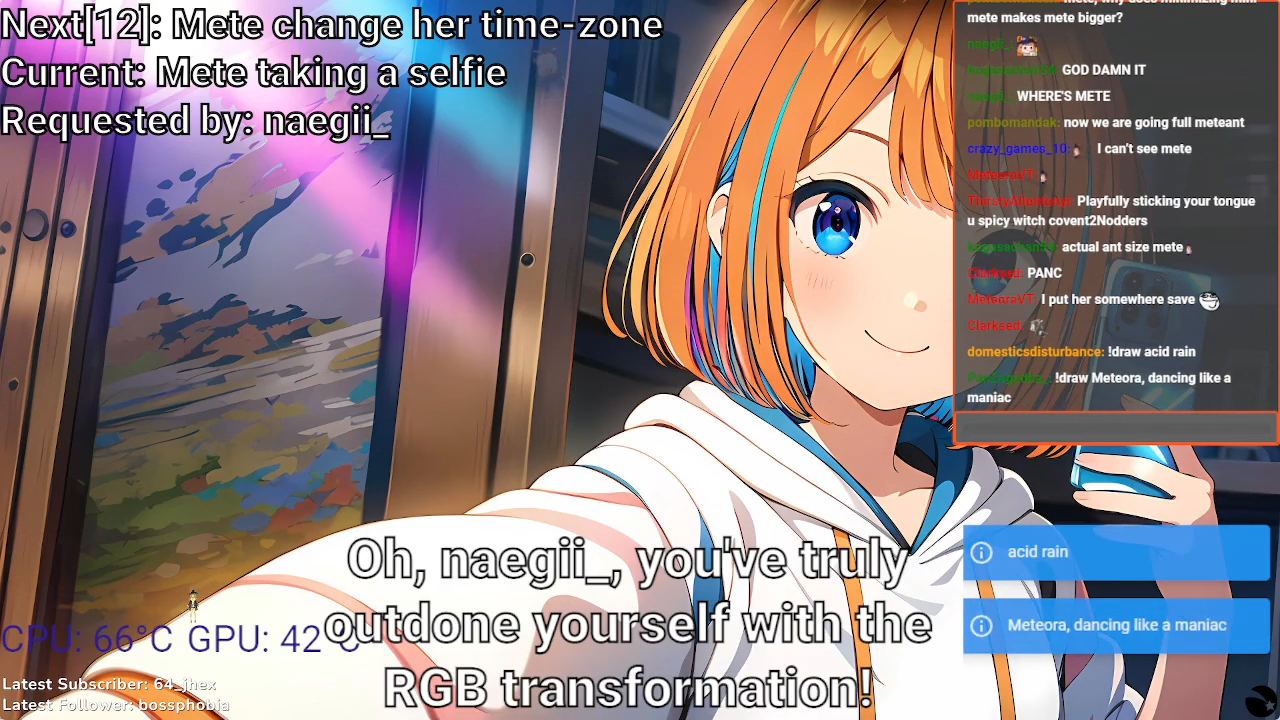 Next[12]: Mete change her time-zone
Current: Mete taking a selfie
Requested by: naegii_
mete makes mete bigger?
naegii_:
GOD DAMN IT
WHERE'S METE
pombomandak: now we are going full meteant
crazy_games_10: I can't see mete
MeteoraVT:
Playfully sticking your tongue
u spicy witch covent2Nodders
actual ant size mete
Clarksed: PANC
MeteoraVT: I put her somewhere save
Clarksed:
domesticsdisturbance: !draw acid rain
!draw Meteora, dancing like a
maniac
acid rain
Meteora, dancing like a maniac
Oh, naegii_, you've truly
outdone yourself with the
RGB transformation!
CPU: 66°C GPU: 42°C
Latest Subscriber: 64_jhex
Latest Follower: bossphobia